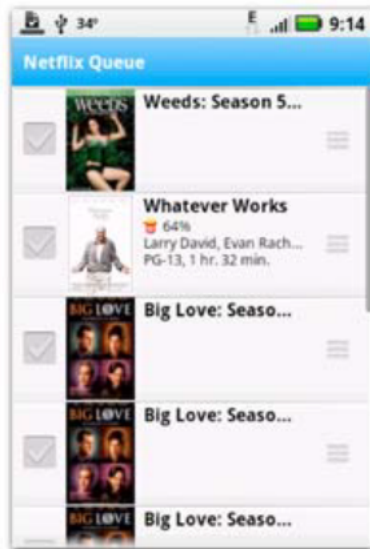 34°
E
9:14
Netflix Queue
WEEDS
Weeds: Season 5...
Whatever Works
64%
Larry David, Evan Rach...
PG-13, 1 hr. 32 min.
BIG LOVE
Big Love: Seaso...
BIG LOVE
Big Love: Seaso...
BIG LOVE
Big Love: Seaso...